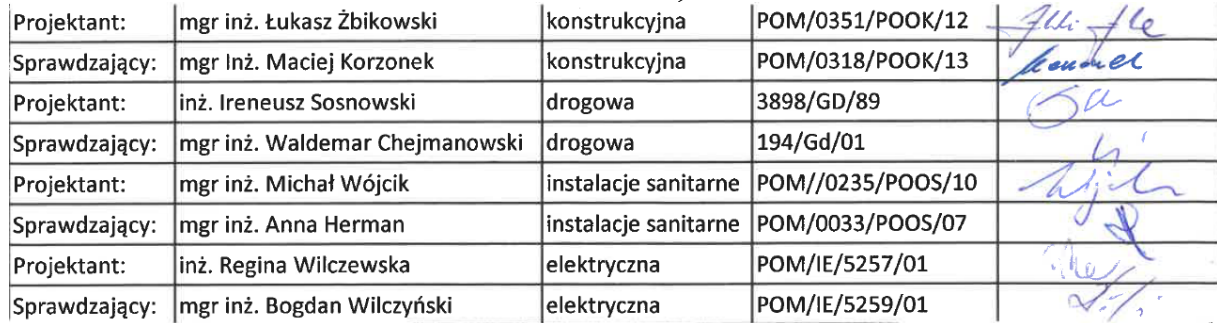 Projektant: mgr inż. Łukasz Żbikowski konstrukcyjna POM/0351/POOK/12
Sprawdzający: mgr Inż. Maciej Korzonek konstrukcyjna POM/0318/POOK/13
Projektant: inż. Ireneusz Sosnowski drogowa 3898/GD/89
Sprawdzający: mgr inż. Waldemar Chejmanowski drogowa 194/Gd/01
Projektant: mgr inż. Michał Wójcik instalacje sanitarne POM//0235/POOS/10
Sprawdzający: mgr inż. Anna Herman instalacje sanitarne POM/0033/POOS/07
Projektant: inż. Regina Wilczewska elektryczna POM/IE/5257/01
Sprawdzający: mgr inż. Bogdan Wilczyński elektryczna POM/IE/5259/01